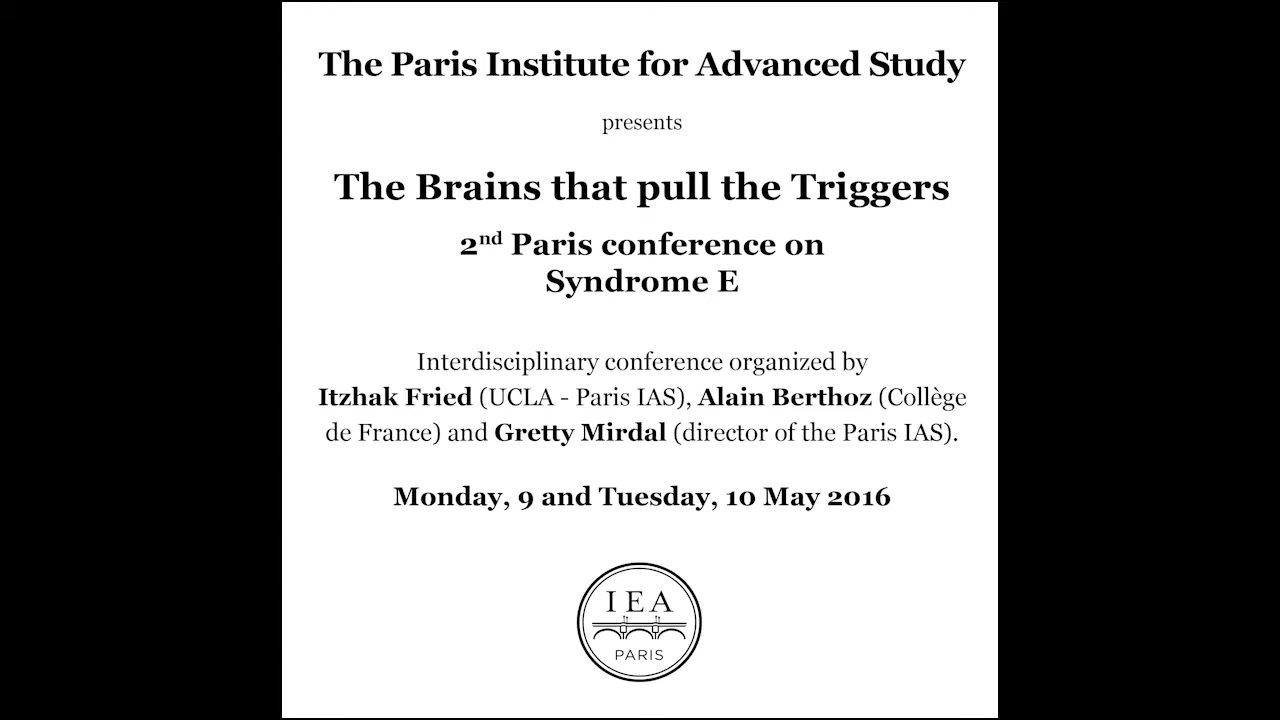 The Paris Institute for Advanced Study
presents
The Brains that pull the Triggers
2nd Paris conference on
Syndrome E
Interdisciplinary conference organized by
Itzhak Fried (UCLA - Paris IAS), Alain Berthoz (Collège
de France) and Gretty Mirdal (director of the Paris IAS).
Monday, 9 and Tuesday, 10 May 2016
IEA
PARIS